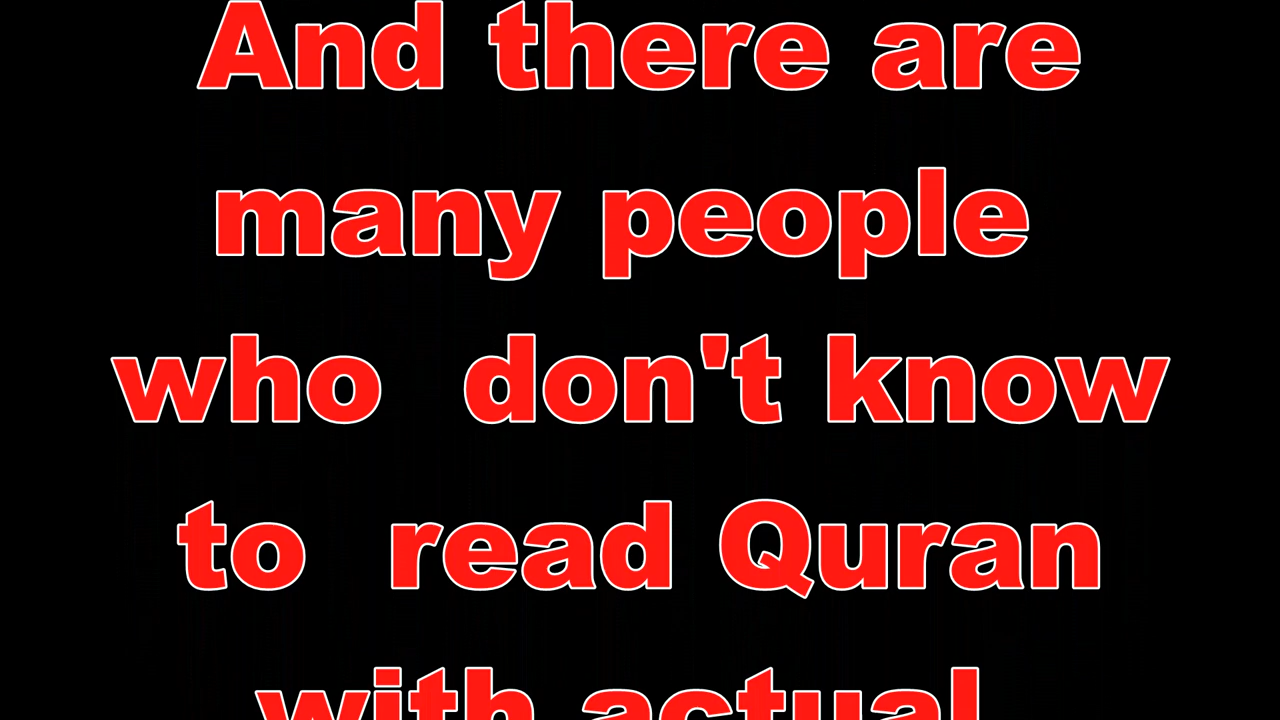 And there are
many people
who  don't know
to  read Quran
with actual